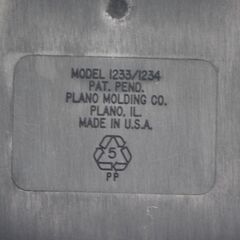 MODEL 1233/1234
PAT. PEND.
PLANO MOLDING CO.
PLANO, IL.
MADE IN U.S.A.
5
PP